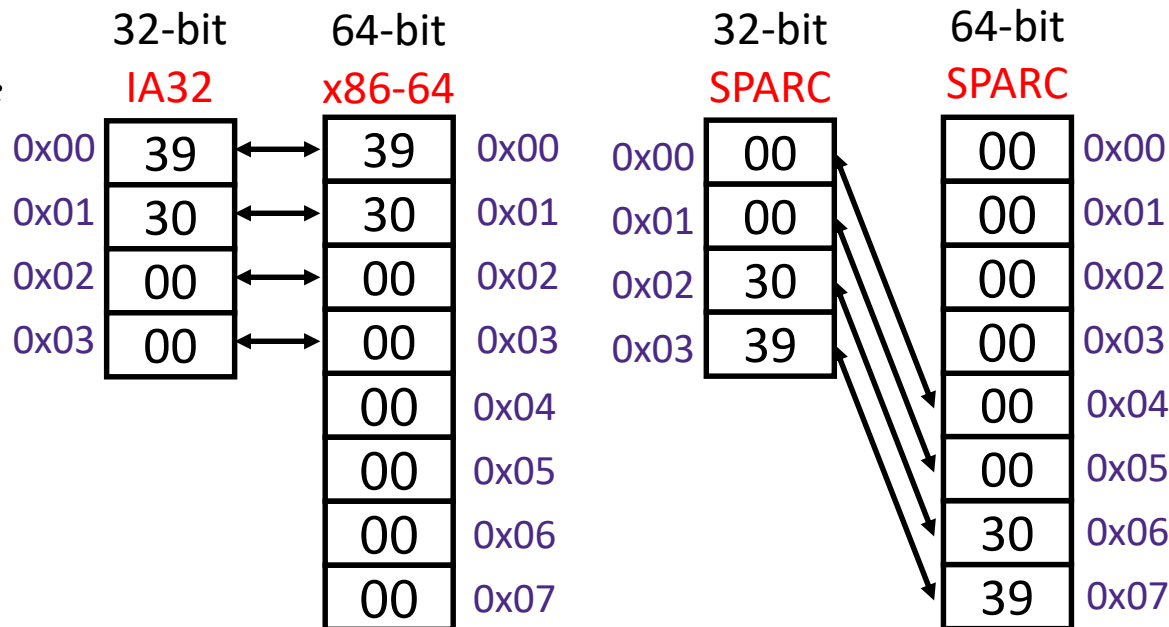 32-bit 64-bit 32-bit 64-bit
IA32 x86-64 SPARC SPARC
0x00 39 39 0x00 0x00 00 00 0x00
0x01 30 30 0x01 0x01 00 00 0x01
0x02 00 00 0x02 0x02 30 00 0x02
0x03 00 00 0x03 0x03 39 00 0x03
00 0x04 00 0x04
00 0x05 00 0x05
00 0x06 30 0x06
00 0x07 39 0x07